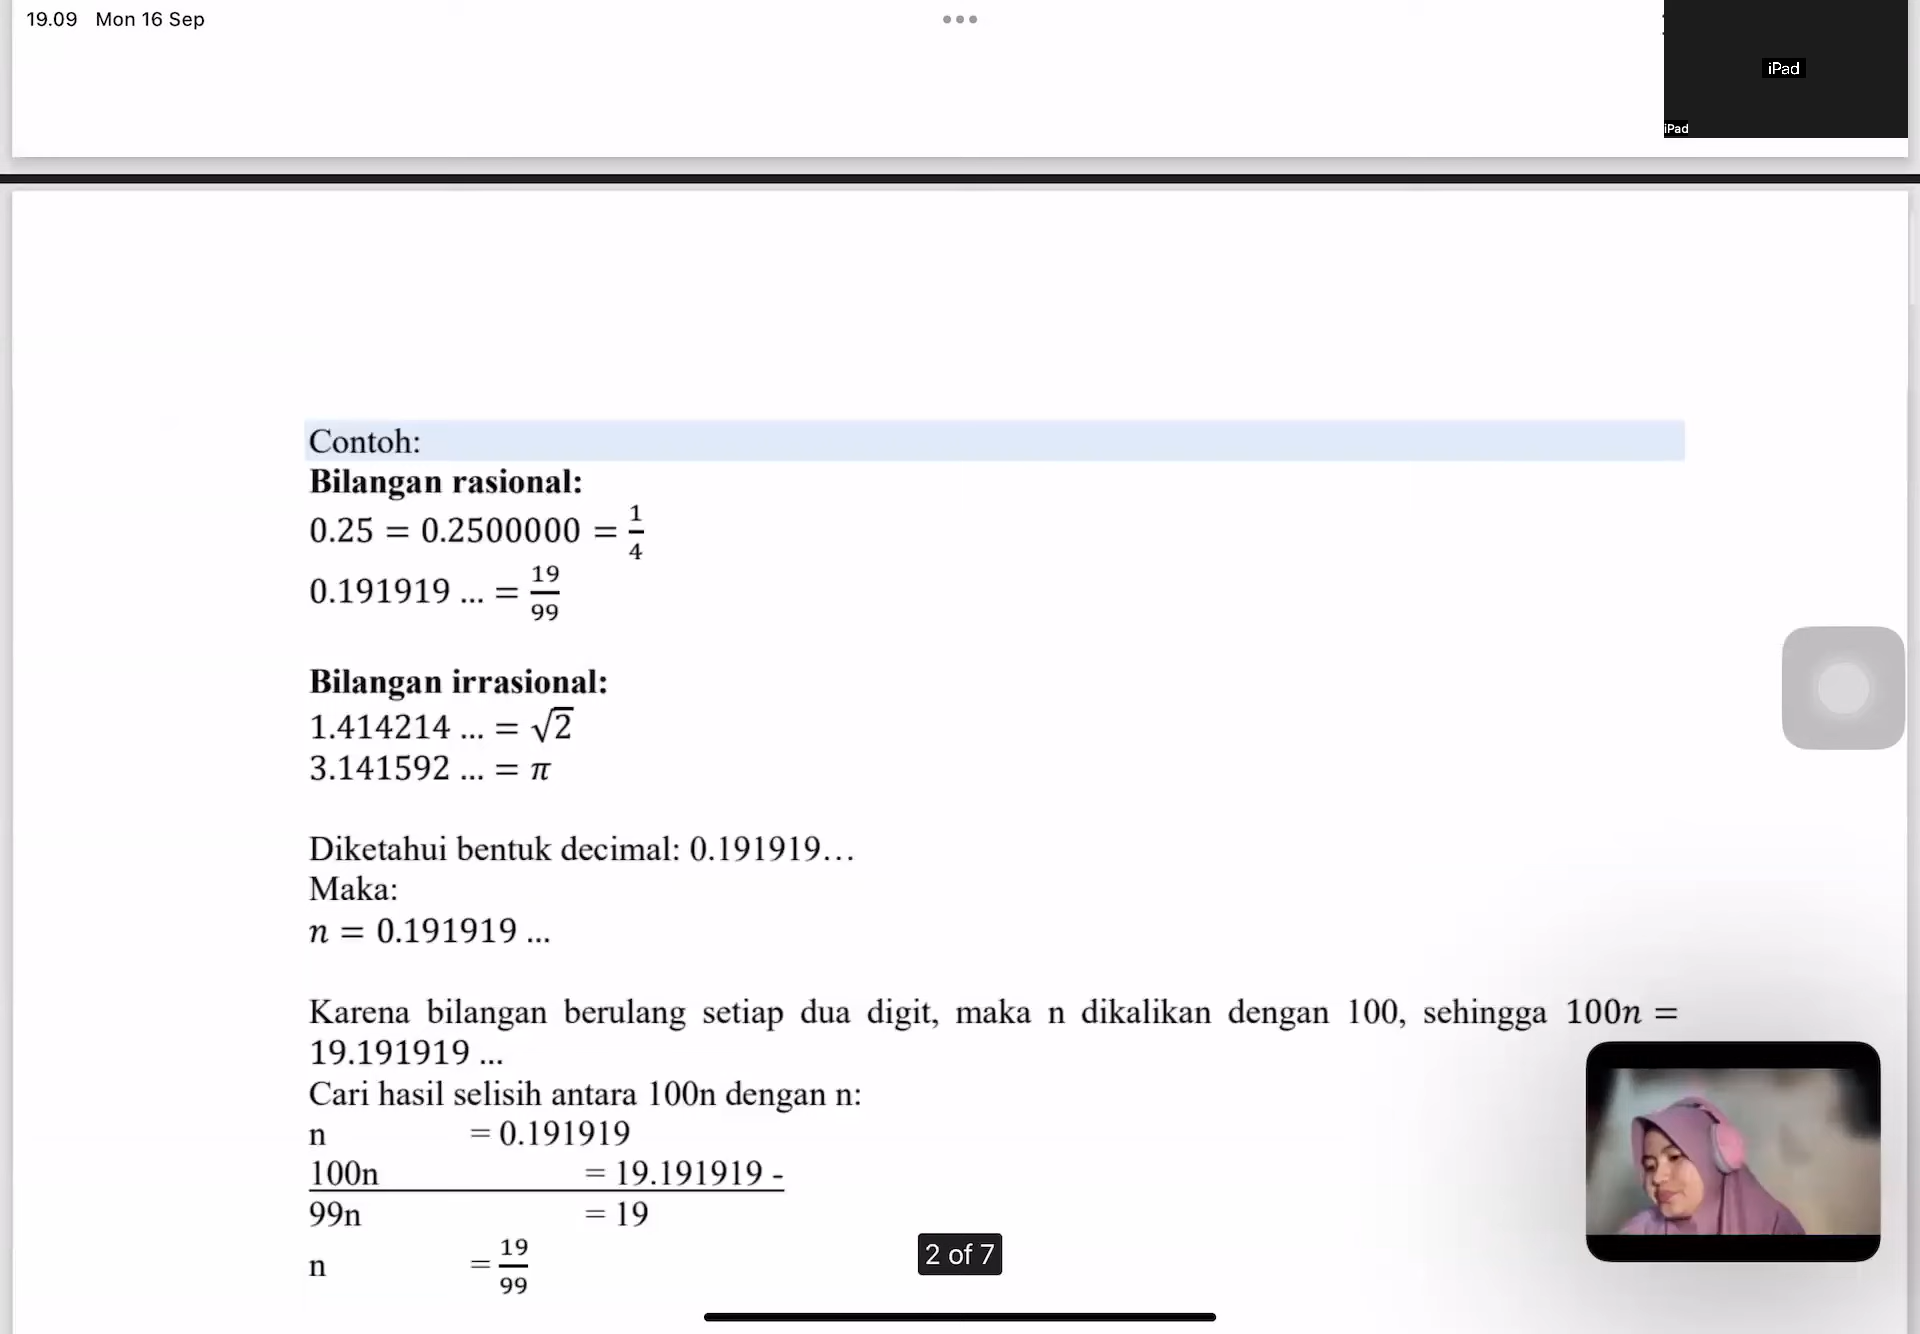 19.09 Mon 16 Sep
iPad
iPad
Contoh:
Bilangan rasional:
0.25 = 0.2500000 = 1/4
0.191919 ... = 19/99
Bilangan irrasional:
1.414214 ... = √2
3.141592 ... = π
Diketahui bentuk decimal: 0.191919…
Maka:
n = 0.191919 ...
Karena bilangan berulang setiap dua digit, maka n dikalikan dengan 100, sehingga 100n =
19.191919 ...
Cari hasil selisih antara 100n dengan n:
n = 0.191919
100n = 19.191919 -
99n = 19
n = 19/99
2 of 7